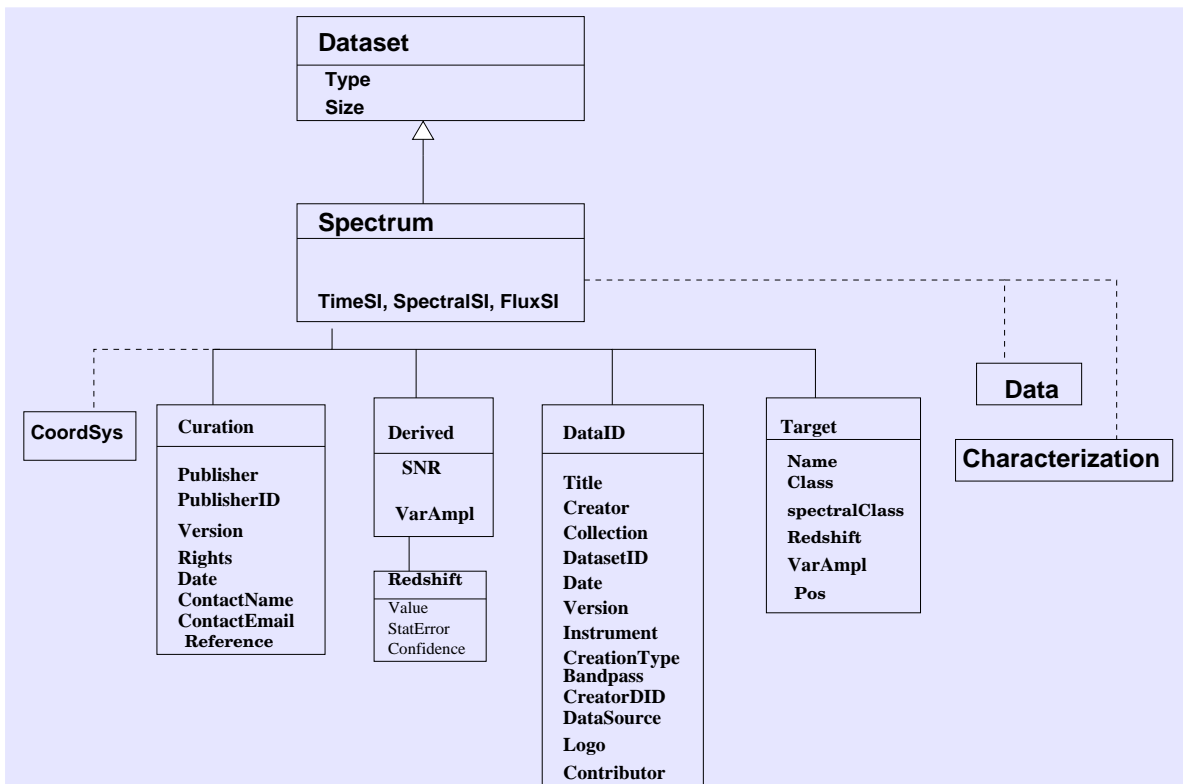 Dataset
Type
Size
Spectrum
TimeSI, SpectralSI, FluxSI
CoordSys
Curation
Publisher
PublisherID
Version
Rights
Date
ContactName
ContactEmail
Reference
Derived
SNR
VarAmpl
Redshift
Value
StatError
Confidence
DataID
Title
Creator
Collection
DatasetID
Date
Version
Instrument
CreationType
Bandpass
CreatorDID
DataSource
Logo
Contributor
Target
Name
Class
spectralClass
Redshift
VarAmpl
Pos
Data
Characterization